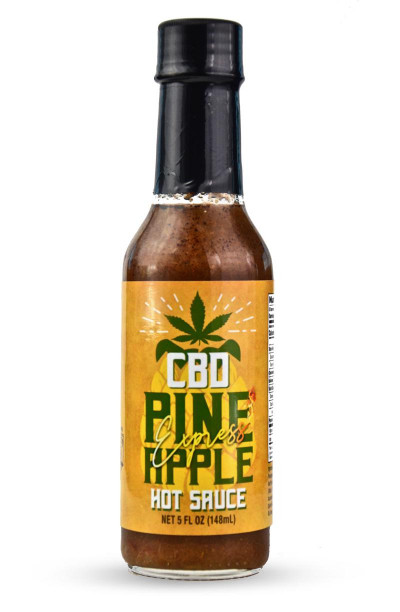 CBD
PINE
Express
APPLE
HOT SAUCE
NET 5 FL OZ (148mL)